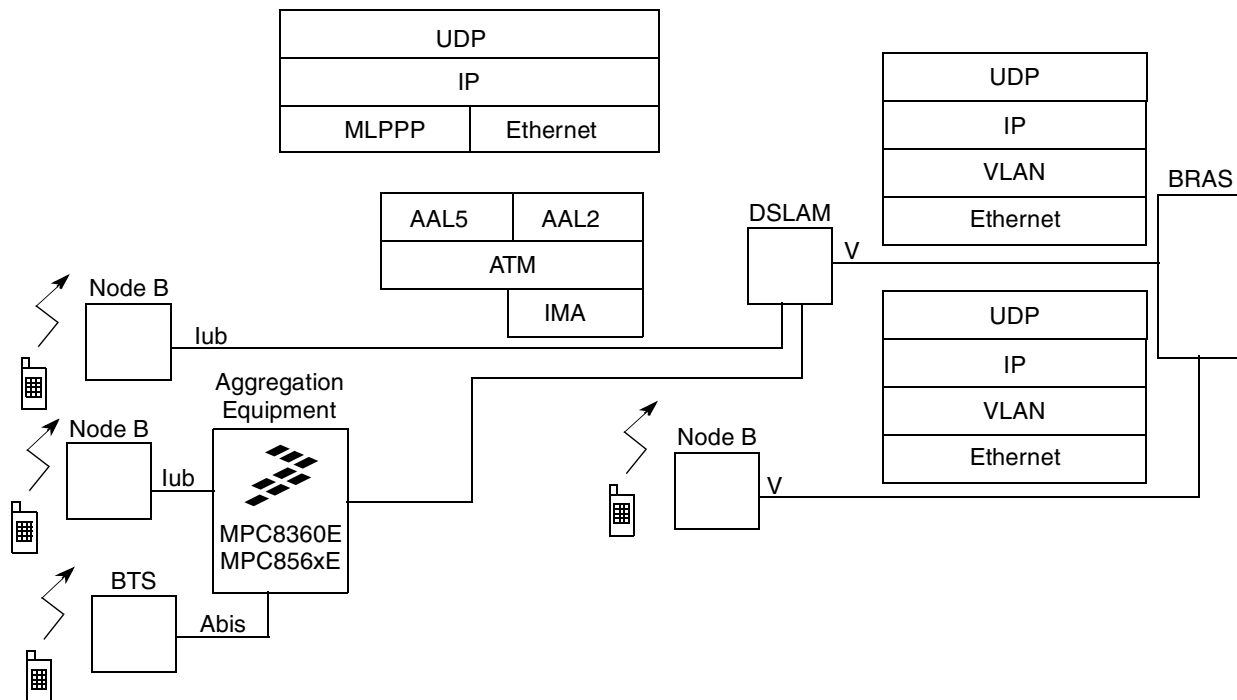 UDP
IP
MLPPP
Ethernet
UDP
IP
VLAN
Ethernet
BRAS
AAL5
AAL2
ATM
IMA
DSLAM
V
Node B
Iub
UDP
IP
VLAN
Ethernet
Aggregation
Equipment
Node B
Iub
MPC8360E
MPC856xE
Node B
V
BTS
Abis